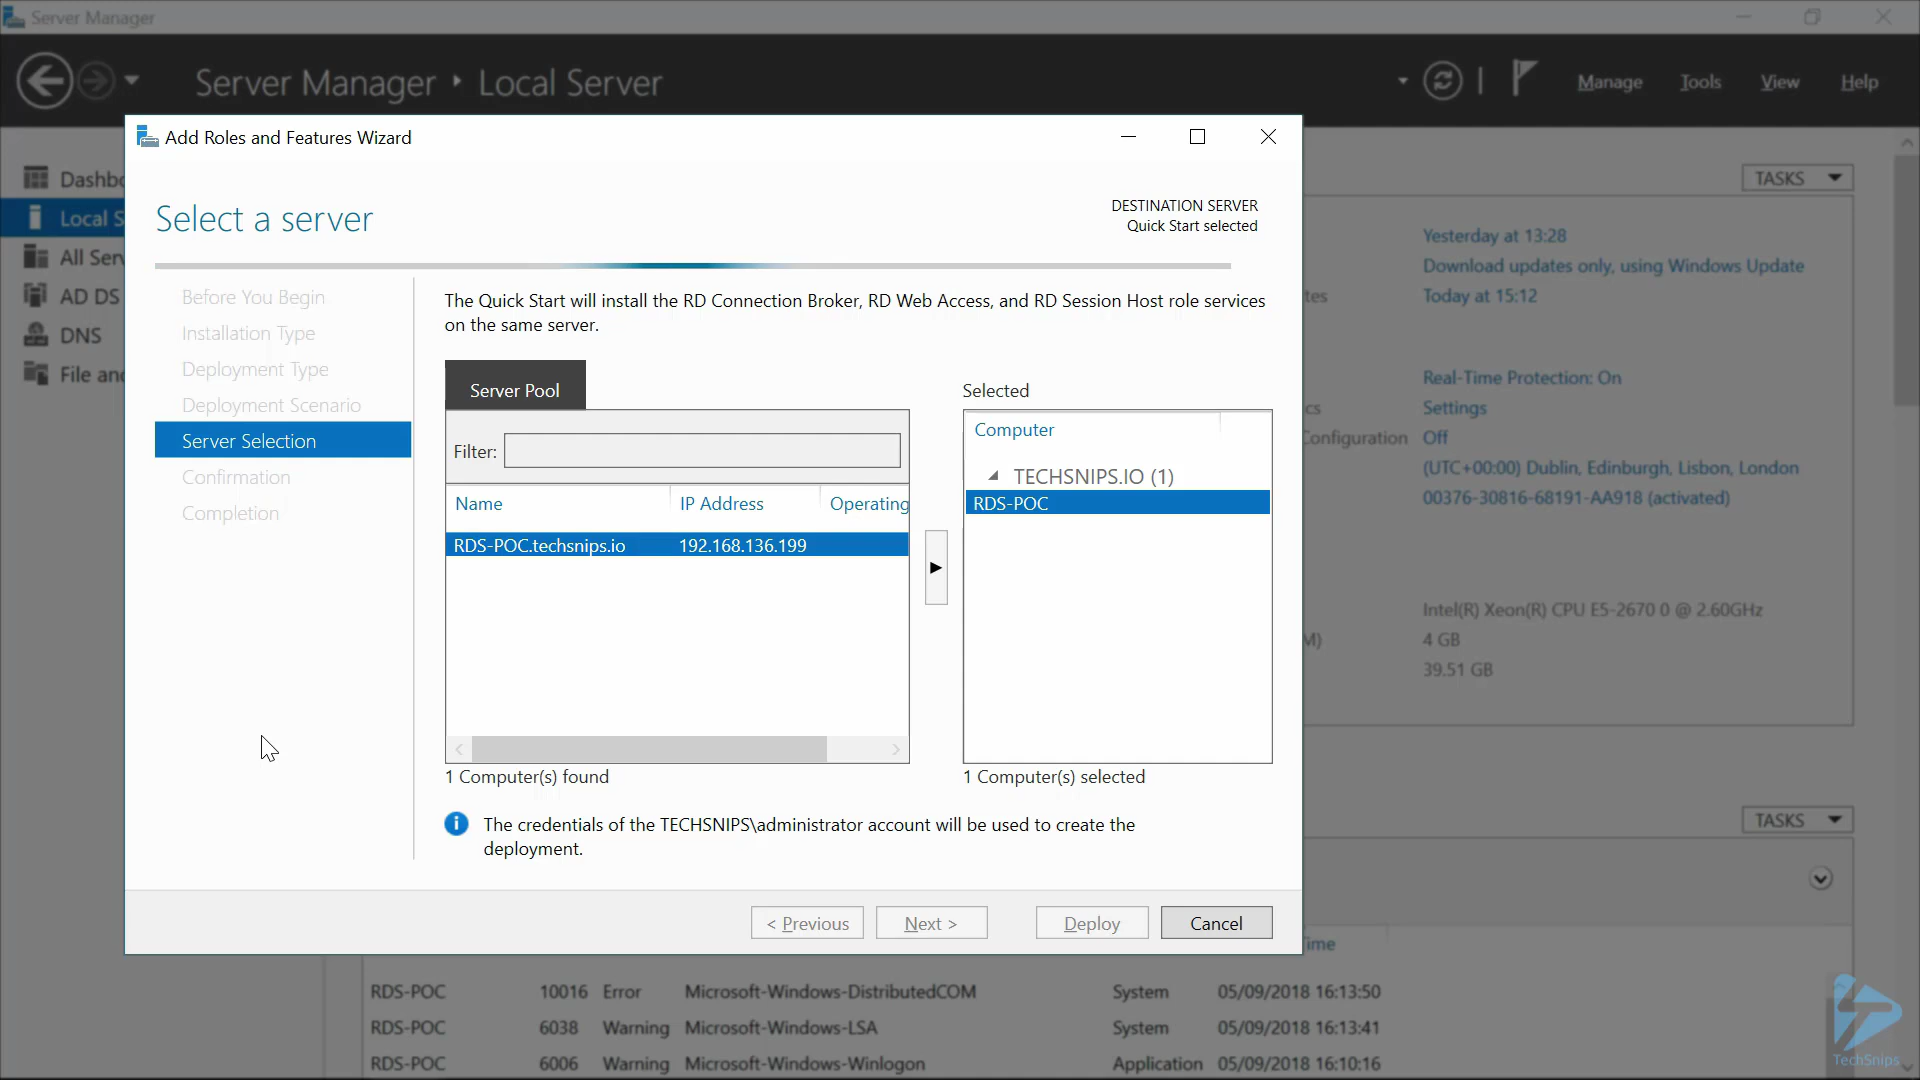 Server Manager
Server Manager ‣ Local Server
Manage Tools View Help
Add Roles and Features Wizard
Select a server
DESTINATION SERVER
Quick Start selected
Before You Begin
Installation Type
Deployment Type
Deployment Scenario
Server Selection
Confirmation
Completion
The Quick Start will install the RD Connection Broker, RD Web Access, and RD Session Host role services
on the same server.
Server Pool
Filter:
Name IP Address Operating
RDS-POC.techsnips.io 192.168.136.199
1 Computer(s) found
Selected
Computer
TECHSNIPS.IO (1)
RDS-POC
1 Computer(s) selected
The credentials of the TECHSNIPS\administrator account will be used to create the
deployment.
< Previous Next > Deploy Cancel
Local S
All Serv
AD DS
DNS
File and
TASKS
Yesterday at 13:28
Download updates only, using Windows Update
Today at 15:12
Real-Time Protection: On
Settings
Configuration Off
(UTC+00:00) Dublin, Edinburgh, Lisbon, London
00376-30816-68191-AA918 (activated)
Intel(R) Xeon(R) CPU E5-2670 0 @ 2.60GHz
4 GB
39.51 GB
TASKS
RDS-POC 10016 Error Microsoft-Windows-DistributedCOM System 05/09/2018 16:13:50
RDS-POC 6038 Warning Microsoft-Windows-LSA System 05/09/2018 16:13:41
RDS-POC 6006 Warning Microsoft-Windows-Winlogon Application 05/09/2018 16:10:16
TechSnips